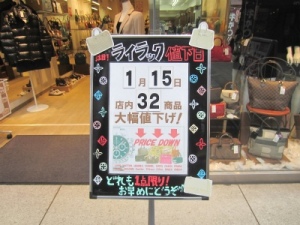 ライラック値下日
1月15日
店内32商品
大幅値下げ!
PRICE DOWN
どれも1点限り!
お早めにどうぞ